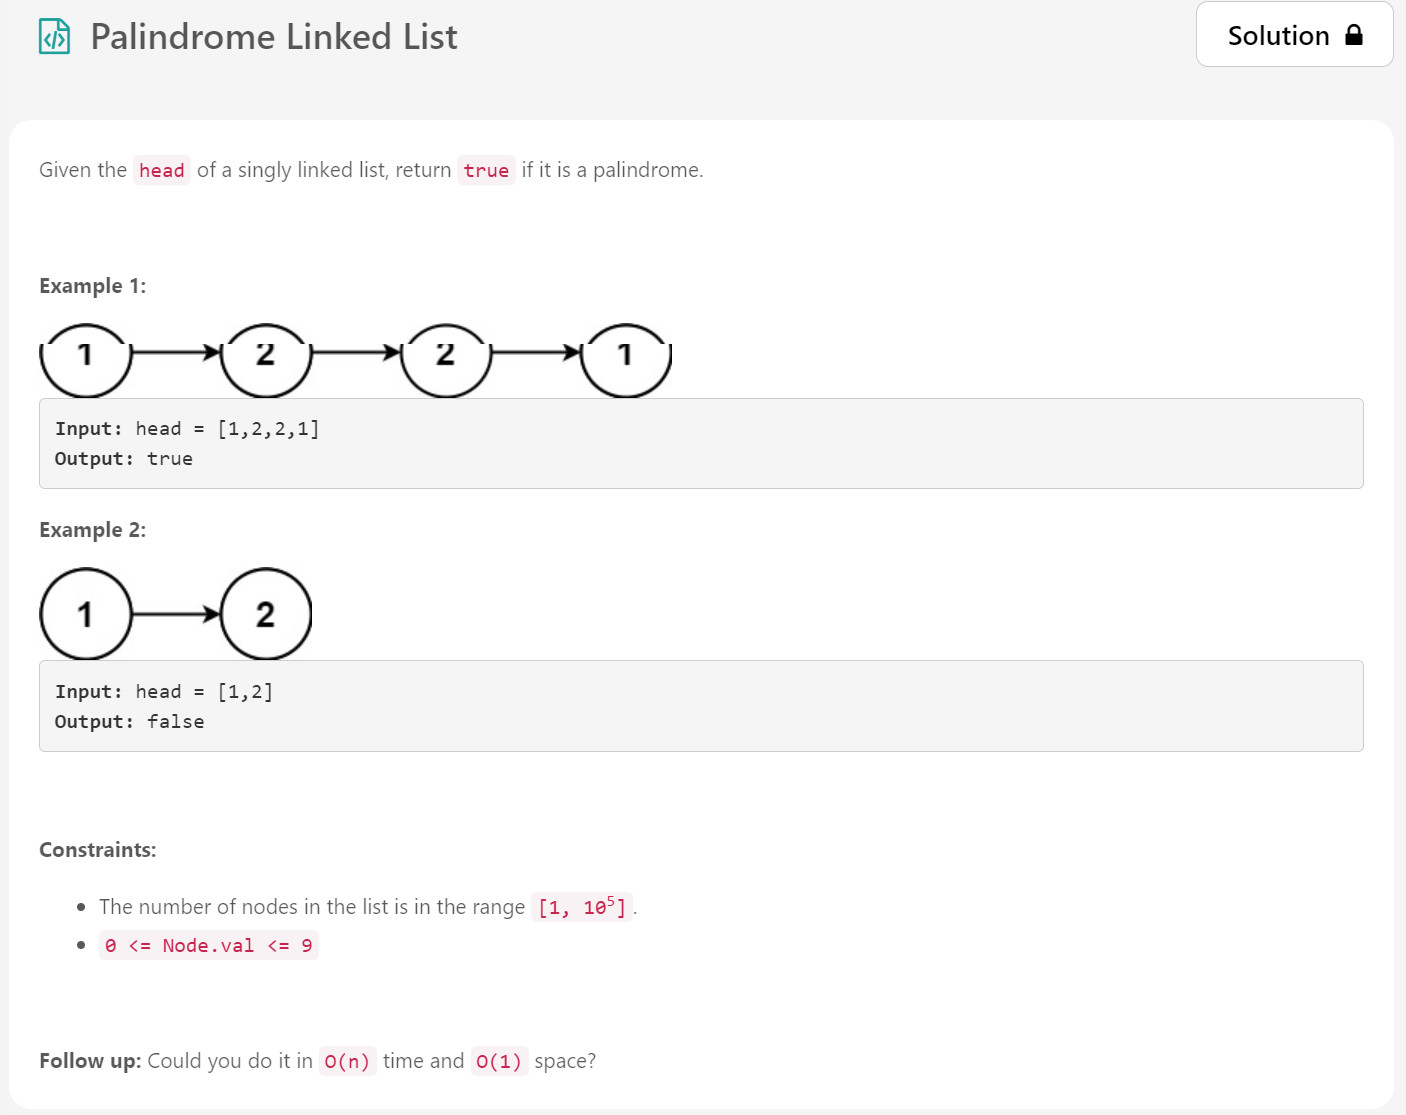 Palindrome Linked List
Solution
Given the head of a singly linked list, return true if it is a palindrome.
Example 1:
1 2 2 1
Input: head = [1,2,2,1]
Output: true
Example 2:
1 2
Input: head = [1,2]
Output: false
Constraints:
• The number of nodes in the list is in the range [1, 10⁵].
• 0 <= Node.val <= 9
Follow up: Could you do it in O(n) time and O(1) space?